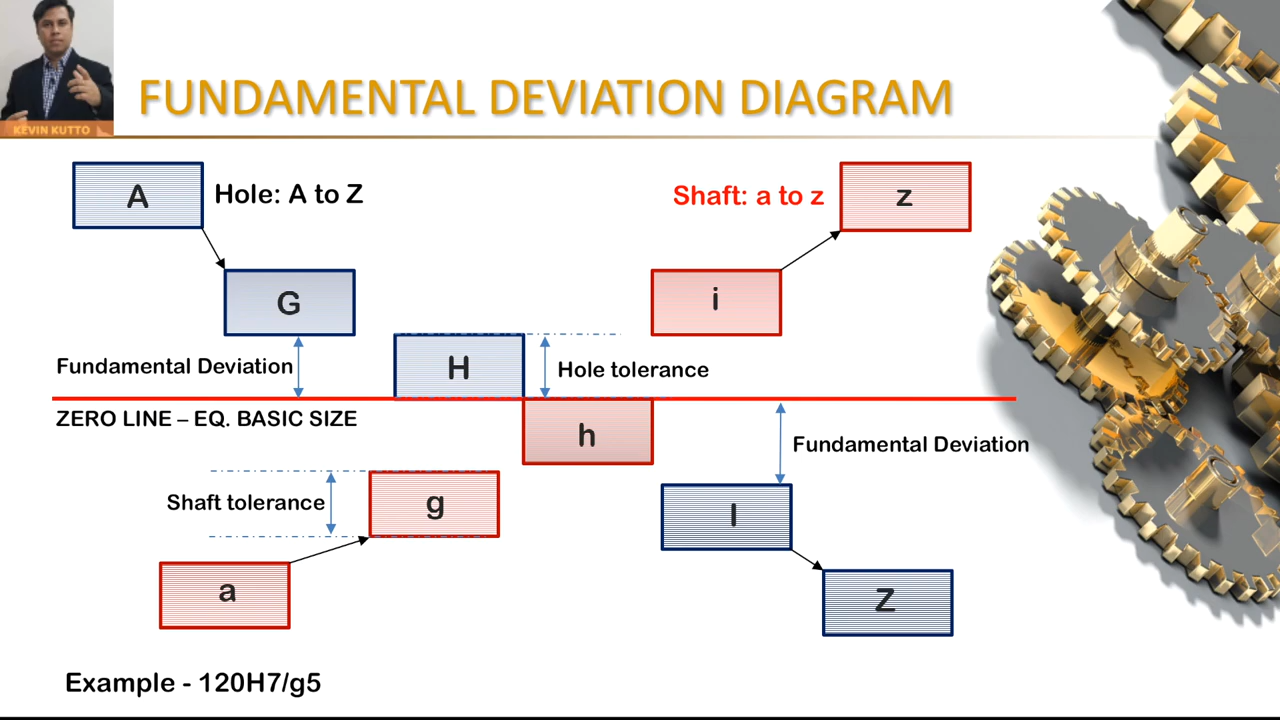 KEVIN KUTTO
FUNDAMENTAL DEVIATION DIAGRAM
A
Hole: A to Z
Shaft: a to z
z
G
i
Fundamental Deviation
H
Hole tolerance
ZERO LINE – EQ. BASIC SIZE
h
Fundamental Deviation
Shaft tolerance
g
I
a
Z
Example - 120H7/g5